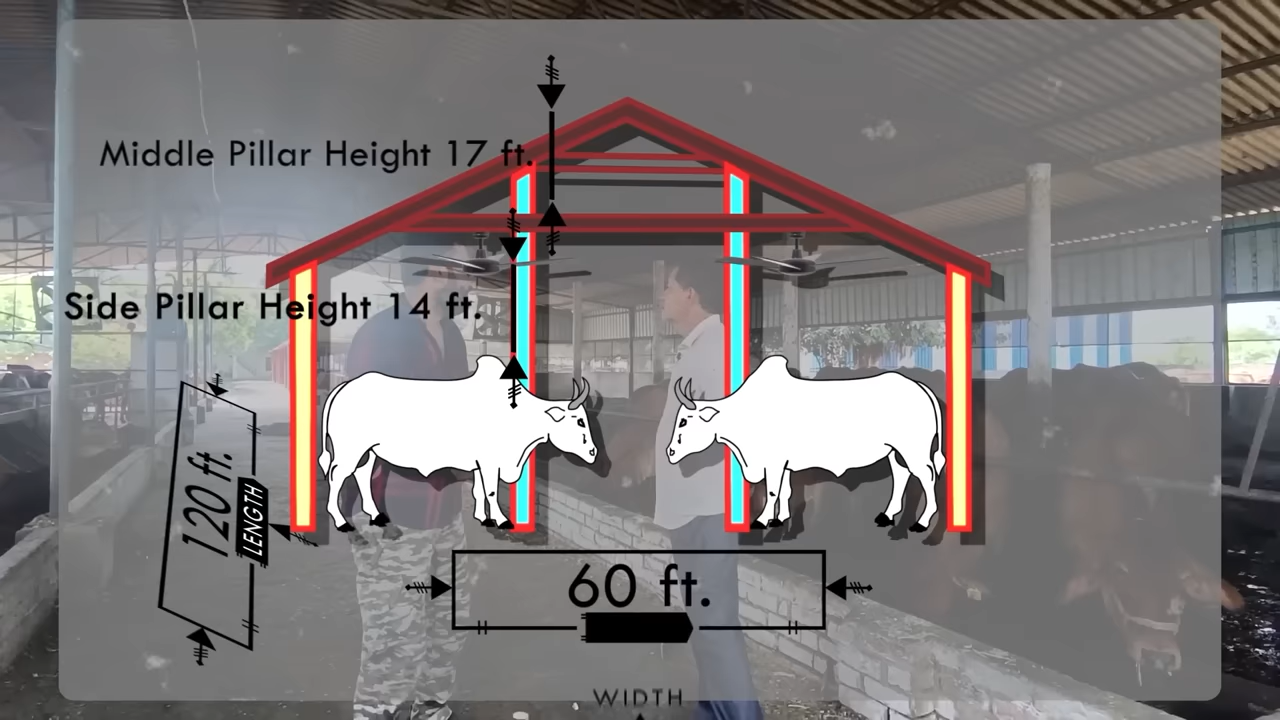 Middle Pillar Height 17 ft.
Side Pillar Height 14 ft.
120 ft.
LENGTH
60 ft.
WIDTH